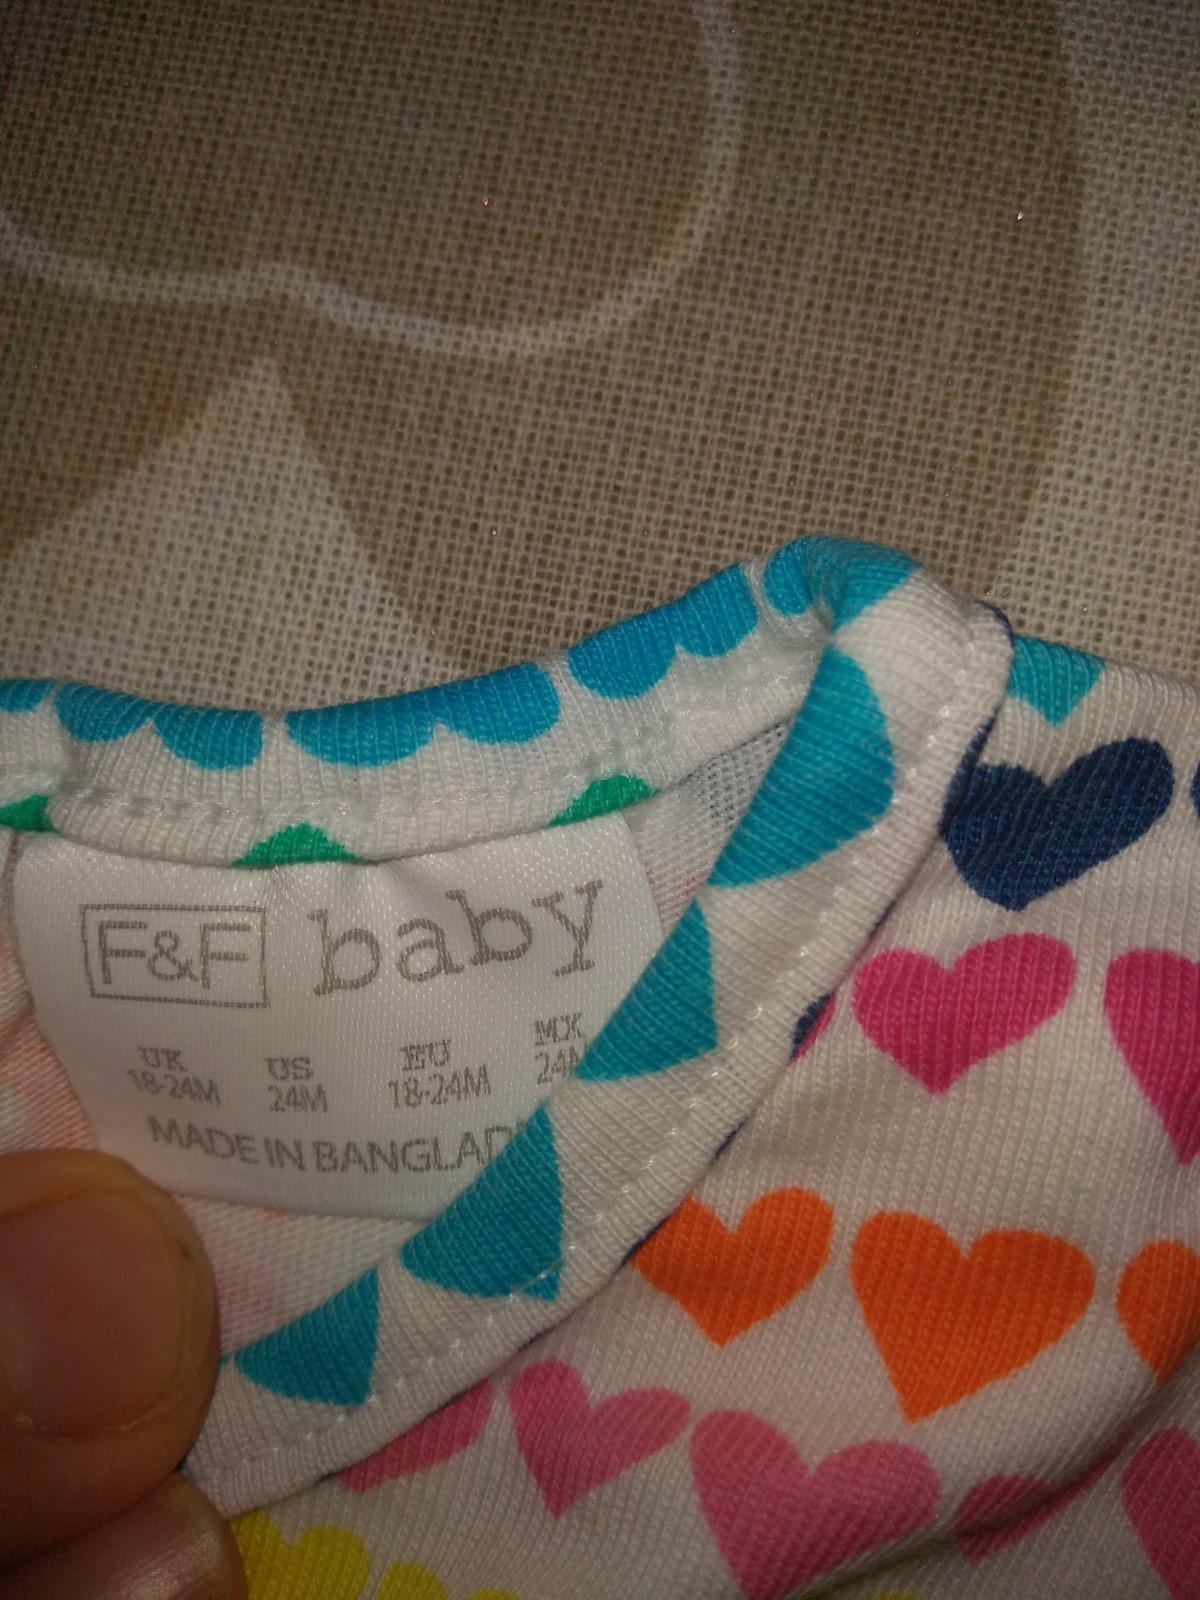 F&F baby
UK US EU MX
18-24M 24M 18-24M 24M
MADE IN BANGLAD